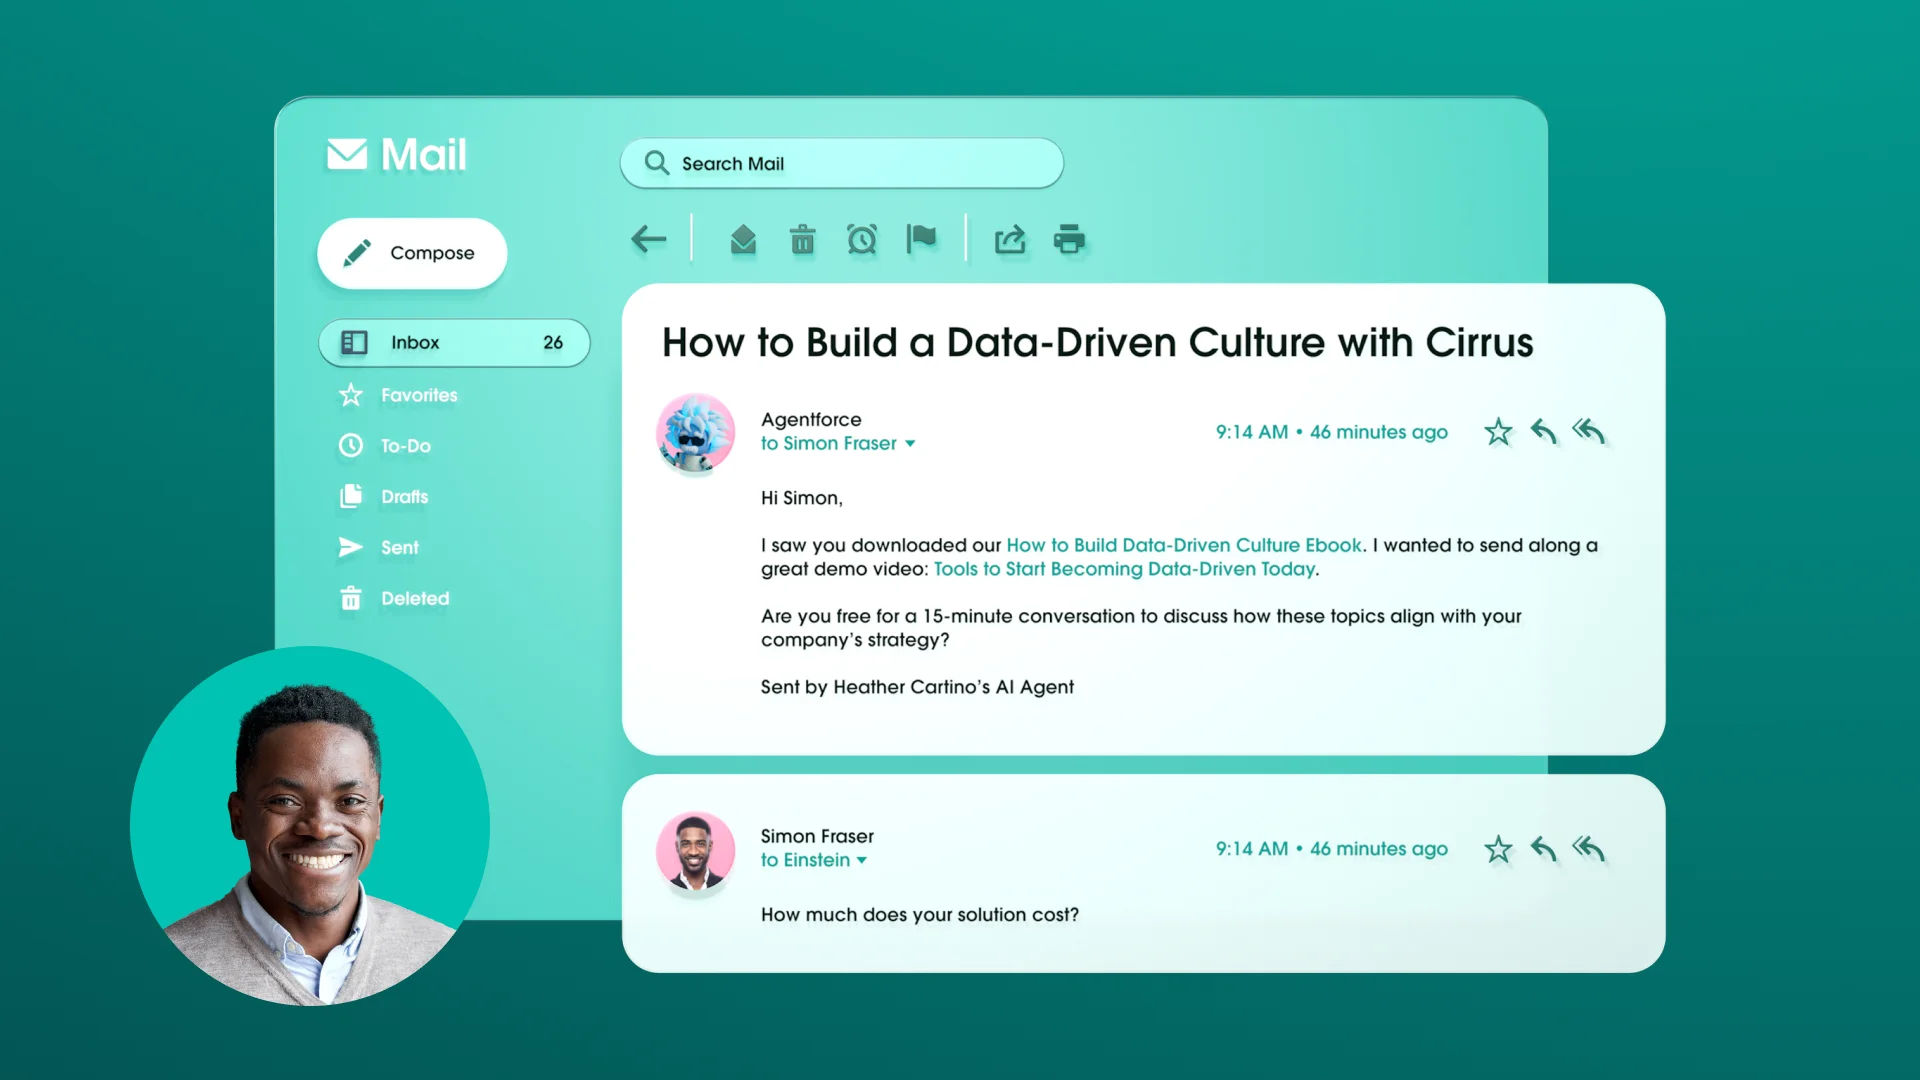 Mail
Search Mail
Compose
Inbox 26
Favorites
To-Do
Drafts
Sent
Deleted
How to Build a Data-Driven Culture with Cirrus
Agentforce
to Simon Fraser
9:14 AM • 46 minutes ago
Hi Simon,
I saw you downloaded our How to Build Data-Driven Culture Ebook. I wanted to send along a
great demo video: Tools to Start Becoming Data-Driven Today.
Are you free for a 15-minute conversation to discuss how these topics align with your
company’s strategy?
Sent by Heather Cartino’s AI Agent
Simon Fraser
to Einstein
9:14 AM • 46 minutes ago
How much does your solution cost?